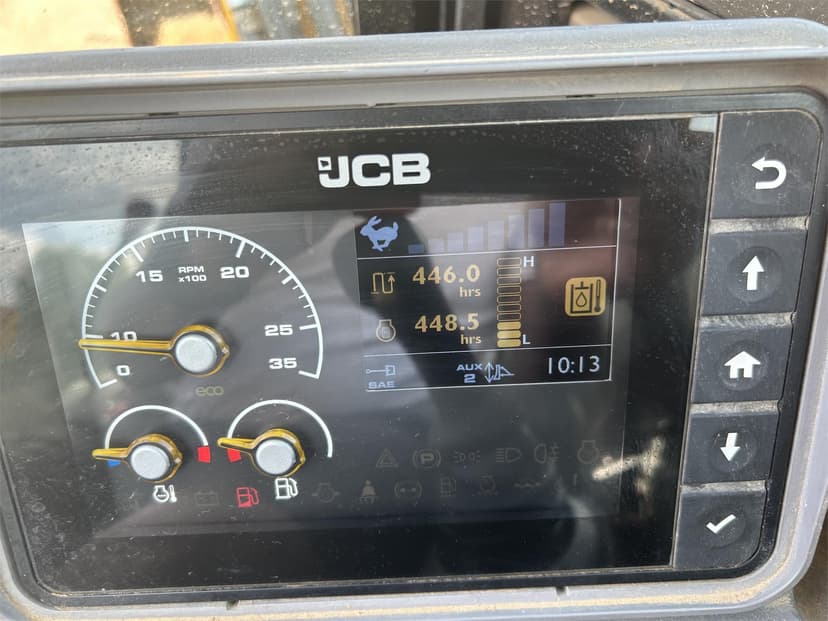 JCB
15 RPM 20
x100
H
446.0
hrs
10 25
448.5
hrs
L
0 35
eco
SAE
AUX
2
10:13
P